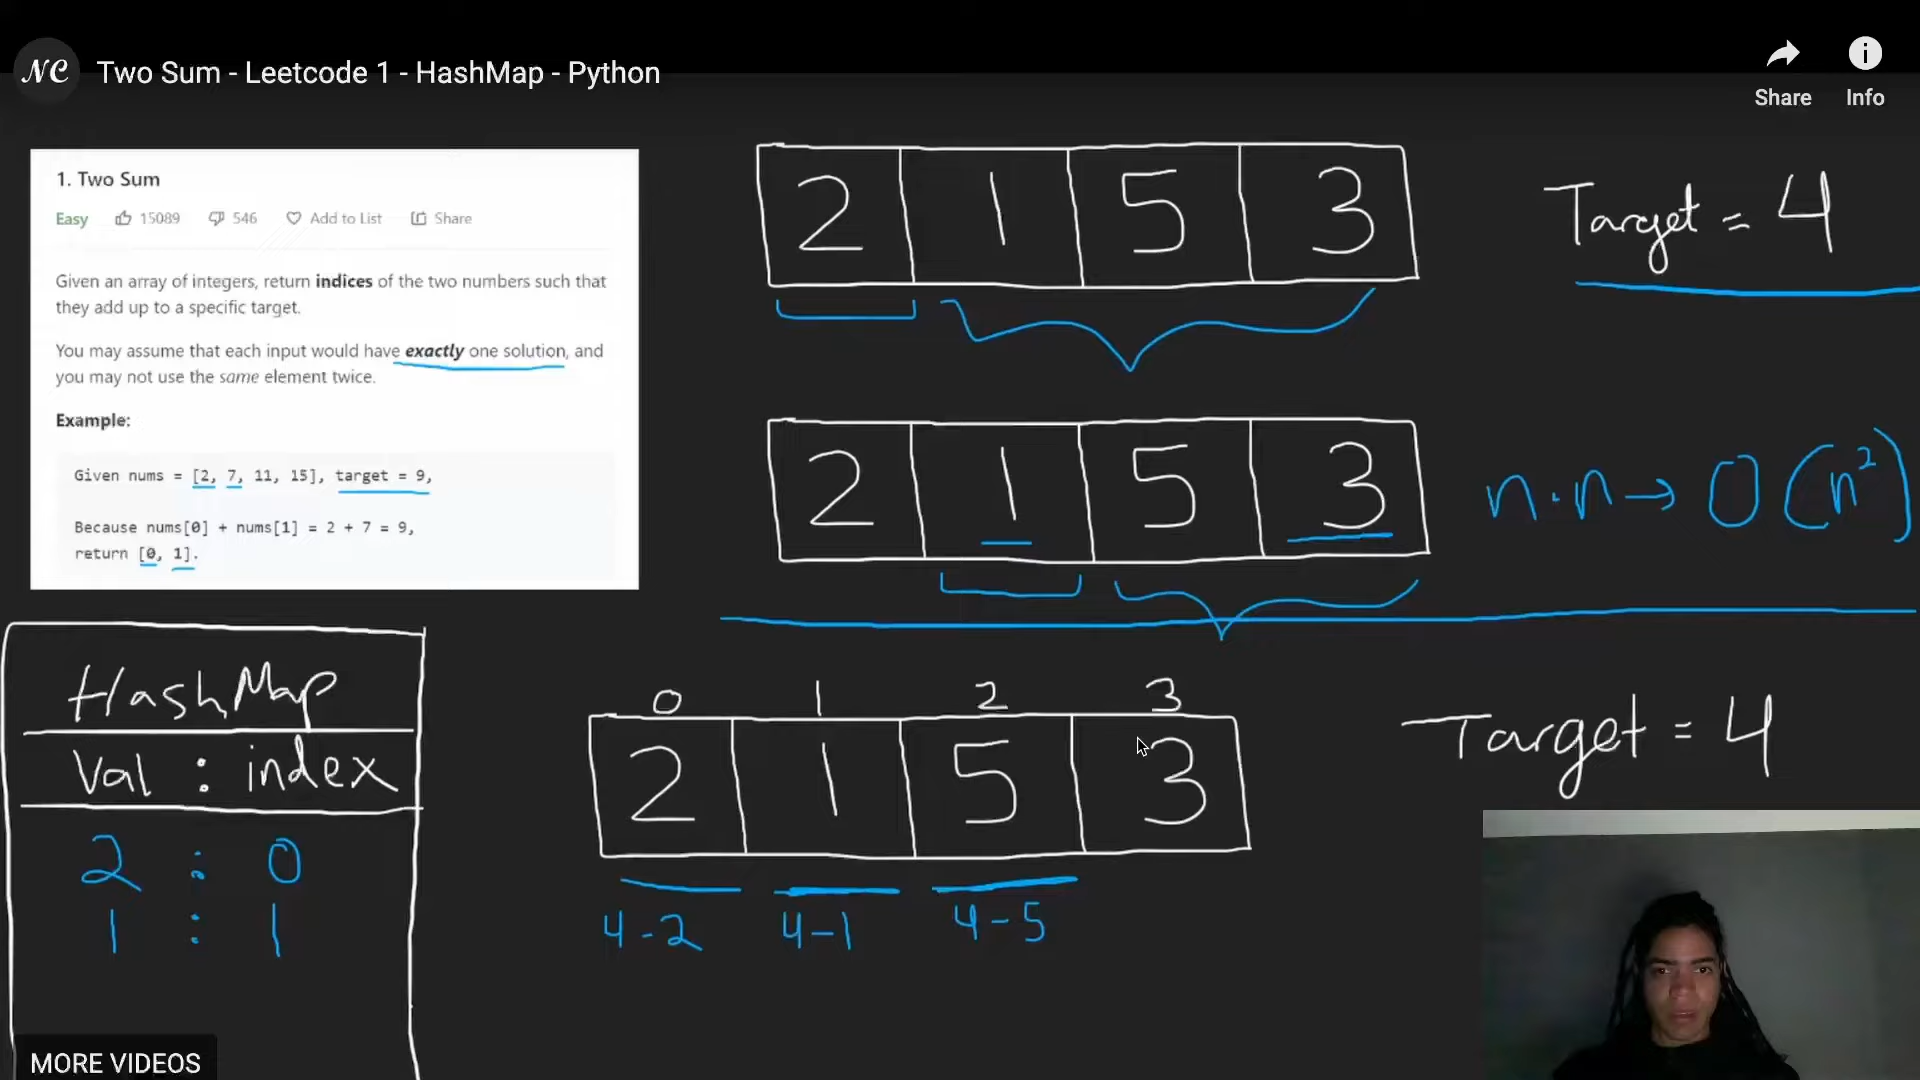 NC Two Sum - Leetcode 1 - HashMap - Python
Share Info
1. Two Sum
Easy 15089 546 Add to List Share
Given an array of integers, return indices of the two numbers such that
they add up to a specific target.
You may assume that each input would have exactly one solution, and
you may not use the same element twice.
Example:
Given nums = [2, 7, 11, 15], target = 9,
Because nums[0] + nums[1] = 2 + 7 = 9,
return [0, 1].
2 1 5 3
Target = 4
2 1 5 3
n · n → O(n²)
HashMap
Val : index
2 : 0
1 : 1
0 1 2 3
2 1 5 3
Target = 4
4-2 4-1 4-5
MORE VIDEOS